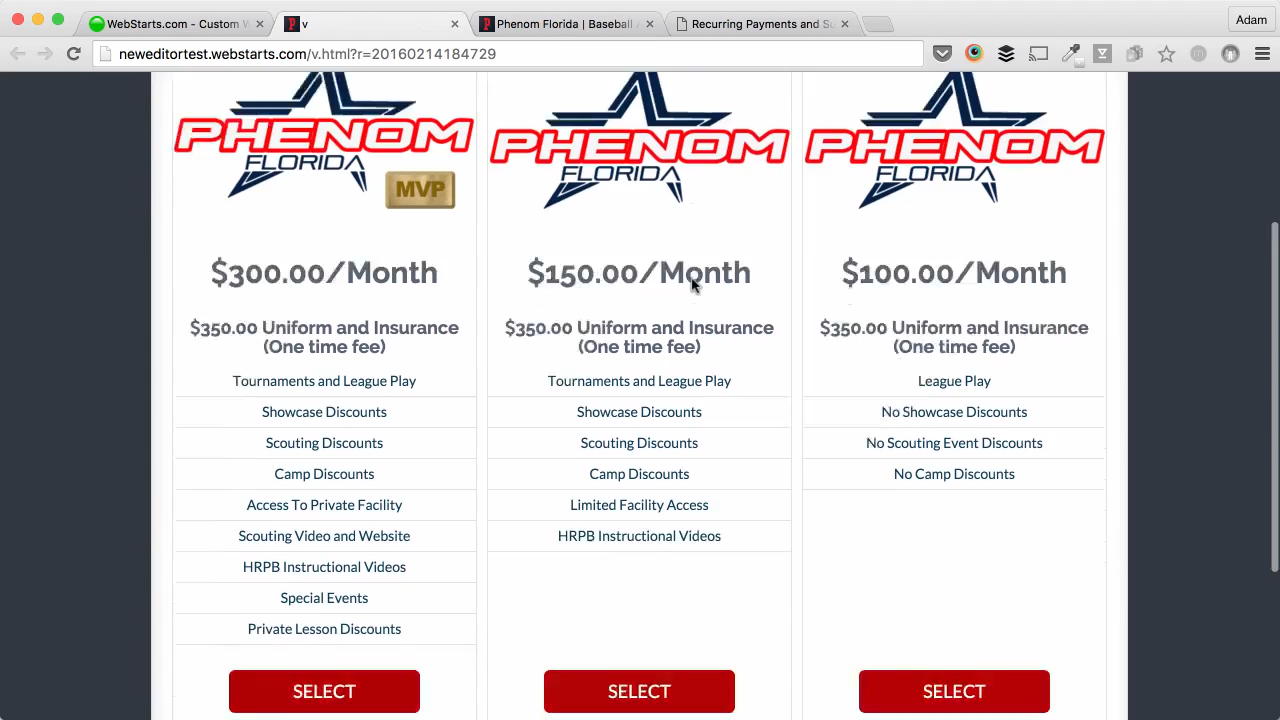 WebStarts.com - Custom W
v
Phenom Florida | Baseball
Recurring Payments and Su
Adam
neweditortest.webstarts.com/v.html?r=20160214184729
PHENOM
FLORIDA
MVP
$300.00/Month
$350.00 Uniform and Insurance
(One time fee)
Tournaments and League Play
Showcase Discounts
Scouting Discounts
Camp Discounts
Access To Private Facility
Scouting Video and Website
HRPB Instructional Videos
Special Events
Private Lesson Discounts
SELECT
PHENOM
FLORIDA
$150.00/Month
$350.00 Uniform and Insurance
(One time fee)
Tournaments and League Play
Showcase Discounts
Scouting Discounts
Camp Discounts
Limited Facility Access
HRPB Instructional Videos
SELECT
PHENOM
FLORIDA
$100.00/Month
$350.00 Uniform and Insurance
(One time fee)
League Play
No Showcase Discounts
No Scouting Event Discounts
No Camp Discounts
SELECT